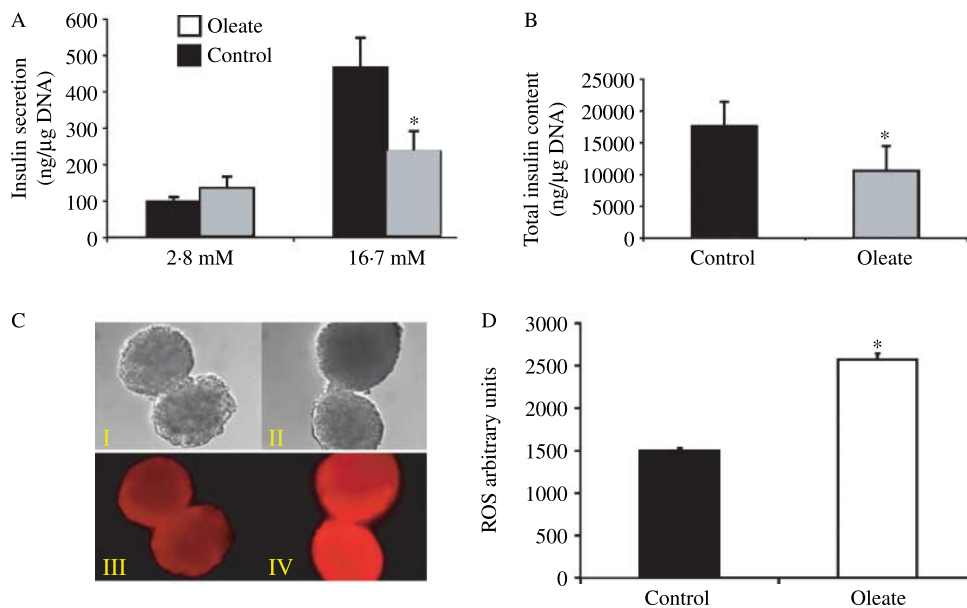 A
Insulin secretion
(ng/µg DNA)
600
500
400
300
200
100
0
Oleate
Control
*
2·8 mM
16·7 mM
B
Total insulin content
(ng/µg DNA)
25000
20000
15000
10000
5000
0
*
Control
Oleate
C
I
II
III
IV
D
ROS arbitrary units
3000
2500
2000
1500
1000
500
0
*
Control
Oleate